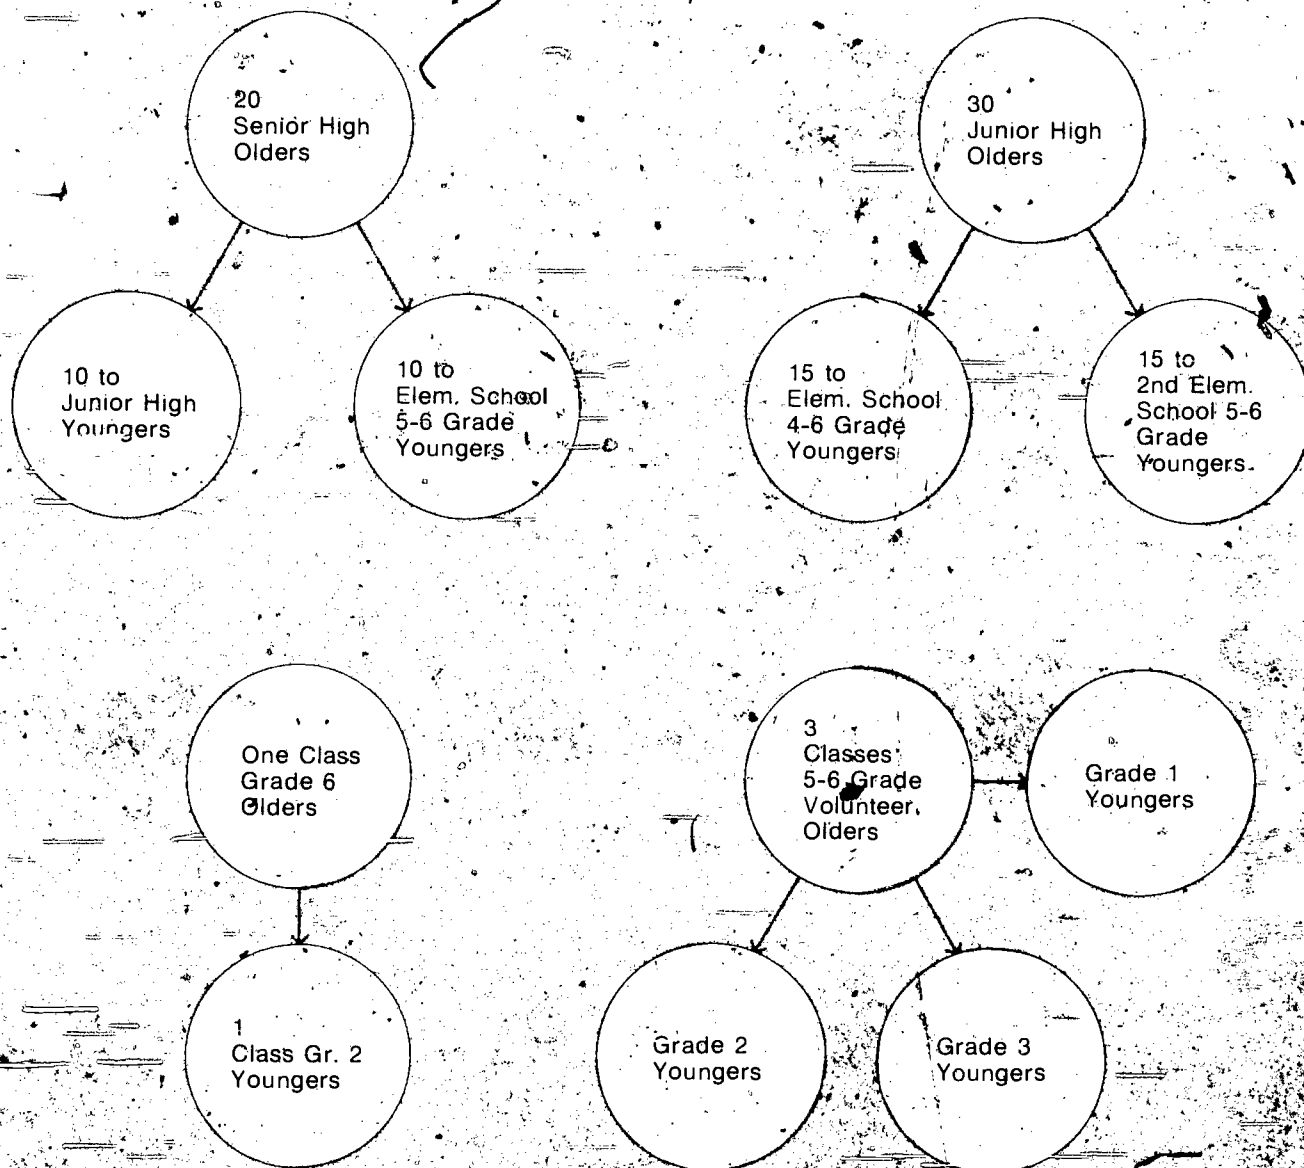 20
Senior High
Olders
10 to
Junior High
Youngers
10 to
Elem. School
5-6 Grade
Youngers
30
Junior High
Olders
15 to
Elem. School
4-6 Grade
Youngers
15 to
2nd Elem.
School 5-6
Grade
Youngers
One Class
Grade 6
Olders
1
Class Gr. 2
Youngers
3
Classes
5-6 Grade
Volunteer
Olders
Grade 1
Youngers
Grade 2
Youngers
Grade 3
Youngers